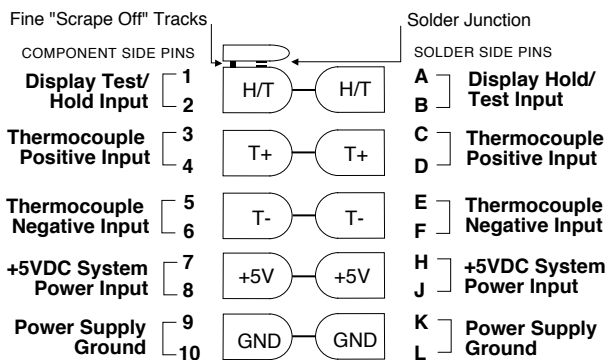 Fine "Scrape Off" Tracks
Solder Junction
COMPONENT SIDE PINS
SOLDER SIDE PINS
Display Test/ 1 H/T H/T A Display Hold/
Hold Input 2 B Test Input
Thermocouple 3 T+ T+ C Thermocouple
Positive Input 4 D Positive Input
Thermocouple 5 T- T- E Thermocouple
Negative Input 6 F Negative Input
+5VDC System 7 +5V +5V H +5VDC System
Power Input 8 J Power Input
Power Supply 9 GND GND K Power Supply
Ground 10 L Ground